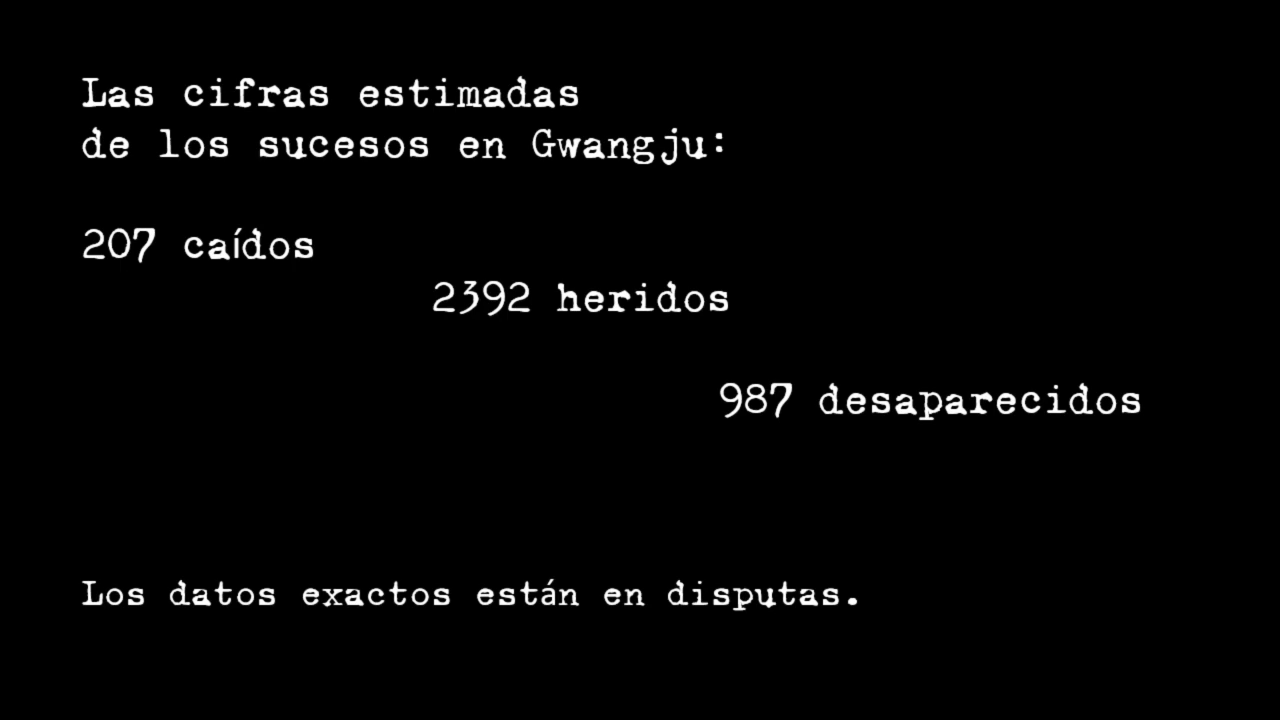 Las cifras estimadas
de los sucesos en Gwangju:
207 caídos
2392 heridos
987 desaparecidos
Los datos exactos están en disputas.